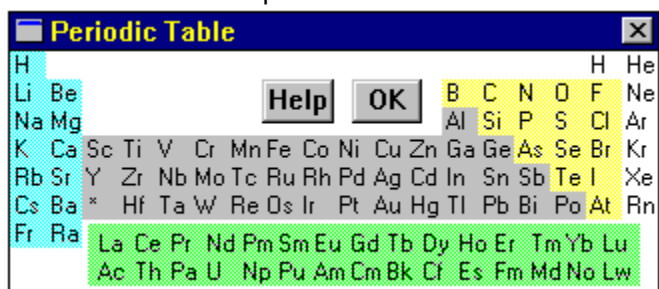 Periodic Table
H H He
Li Be Help OK B C N O F Ne
Na Mg Al Si P S Cl Ar
K Ca Sc Ti V Cr Mn Fe Co Ni Cu Zn Ga Ge As Se Br Kr
Rb Sr Y Zr Nb Mo Tc Ru Rh Pd Ag Cd In Sn Sb Te I Xe
Cs Ba * Hf Ta W Re Os Ir Pt Au Hg Tl Pb Bi Po At Rn
Fr Ra
La Ce Pr Nd Pm Sm Eu Gd Tb Dy Ho Er Tm Yb Lu
Ac Th Pa U Np Pu Am Cm Bk Cf Es Fm Md No Lw